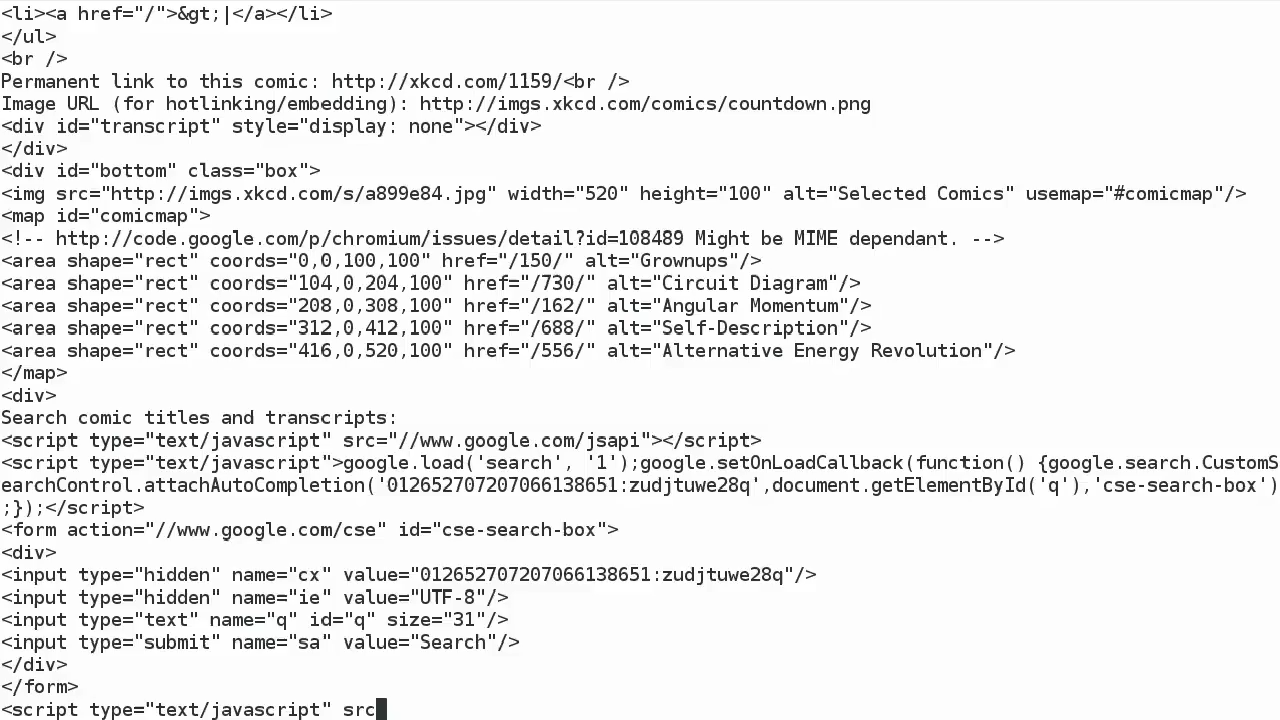 <li><a href="/">&gt;|</a></li>
</ul>
<br />
Permanent link to this comic: http://xkcd.com/1159/<br />
Image URL (for hotlinking/embedding): http://imgs.xkcd.com/comics/countdown.png
<div id="transcript" style="display: none"></div>
</div>
<div id="bottom" class="box">
<img src="http://imgs.xkcd.com/s/a899e84.jpg" width="520" height="100" alt="Selected Comics" usemap="#comicmap"/>
<map id="comicmap">
<!-- http://code.google.com/p/chromium/issues/detail?id=108489 Might be MIME dependant. -->
<area shape="rect" coords="0,0,100,100" href="/150/" alt="Grownups"/>
<area shape="rect" coords="104,0,204,100" href="/730/" alt="Circuit Diagram"/>
<area shape="rect" coords="208,0,308,100" href="/162/" alt="Angular Momentum"/>
<area shape="rect" coords="312,0,412,100" href="/688/" alt="Self-Description"/>
<area shape="rect" coords="416,0,520,100" href="/556/" alt="Alternative Energy Revolution"/>
</map>
<div>
Search comic titles and transcripts:
<script type="text/javascript" src="//www.google.com/jsapi"></script>
<script type="text/javascript">google.load('search', '1');google.setOnLoadCallback(function() {google.search.CustomS
earchControl.attachAutoCompletion('012652707207066138651:zudjtuwe28q',document.getElementById('q'),'cse-search-box')
;});</script>
<form action="//www.google.com/cse" id="cse-search-box">
<div>
<input type="hidden" name="cx" value="012652707207066138651:zudjtuwe28q"/>
<input type="hidden" name="ie" value="UTF-8"/>
<input type="text" name="q" id="q" size="31"/>
<input type="submit" name="sa" value="Search"/>
</div>
</form>
<script type="text/javascript" src